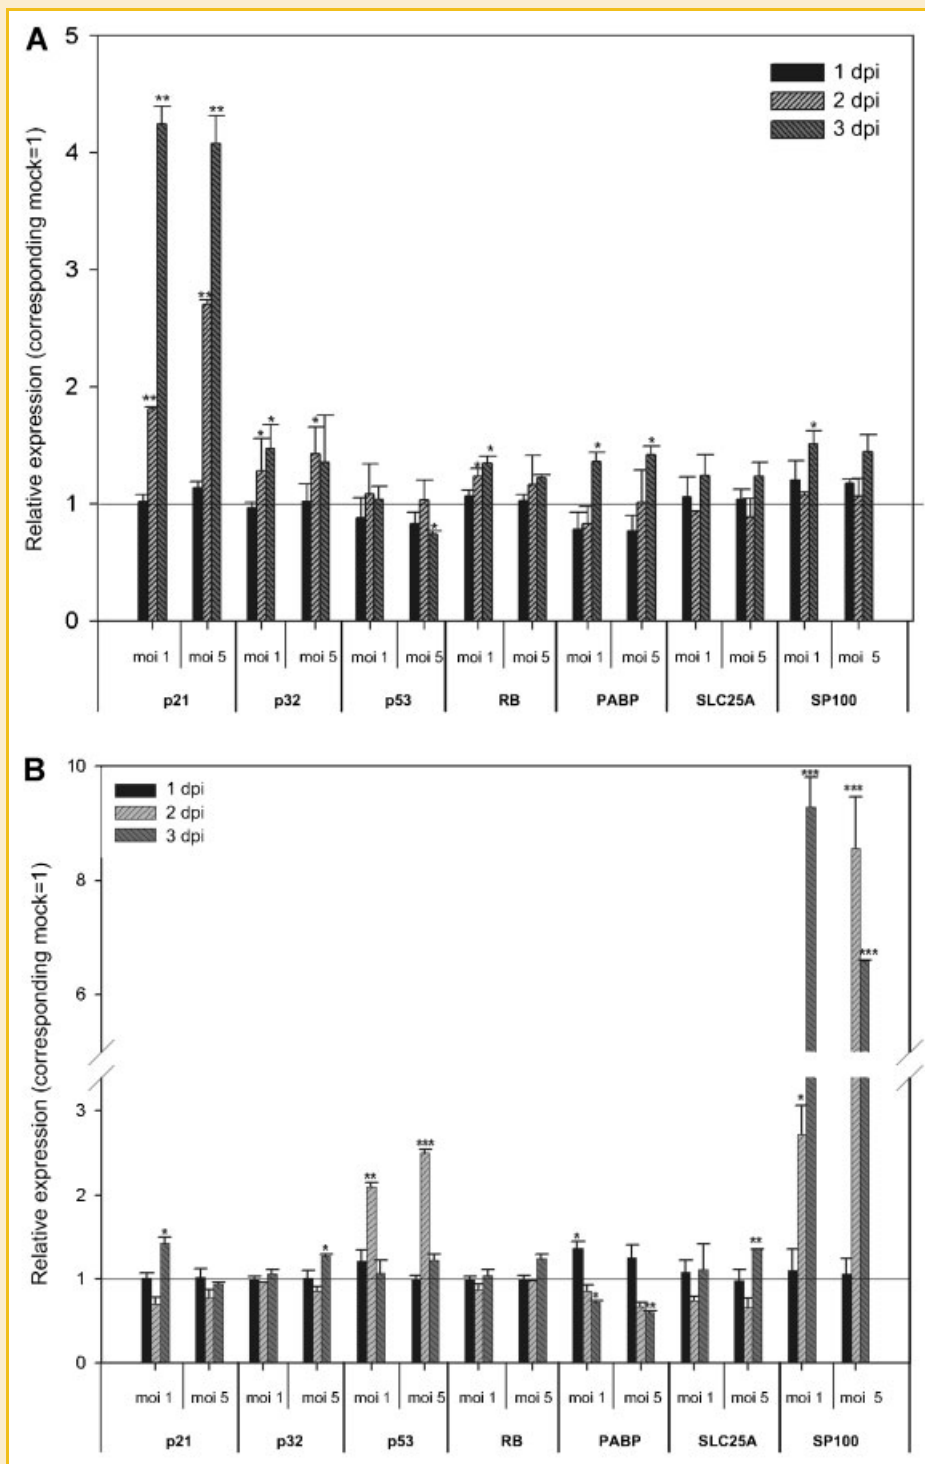 A
5
4
3
2
1
0
Relative expression (corresponding mock=1)
1 dpi
2 dpi
3 dpi
** ** ** ** * * * * * * * * * *
moi 1 moi 5 moi 1 moi 5 moi 1 moi 5 moi 1 moi 5 moi 1 moi 5 moi 1 moi 5 moi 1 moi 5
p21 p32 p53 RB PABP SLC25A SP100
B
10
8
6
3
2
1
0
Relative expression (corresponding mock=1)
1 dpi
2 dpi
3 dpi
* * ** *** * * ** ** * *** *** ***
moi 1 moi 5 moi 1 moi 5 moi 1 moi 5 moi 1 moi 5 moi 1 moi 5 moi 1 moi 5 moi 1 moi 5
p21 p32 p53 RB PABP SLC25A SP100